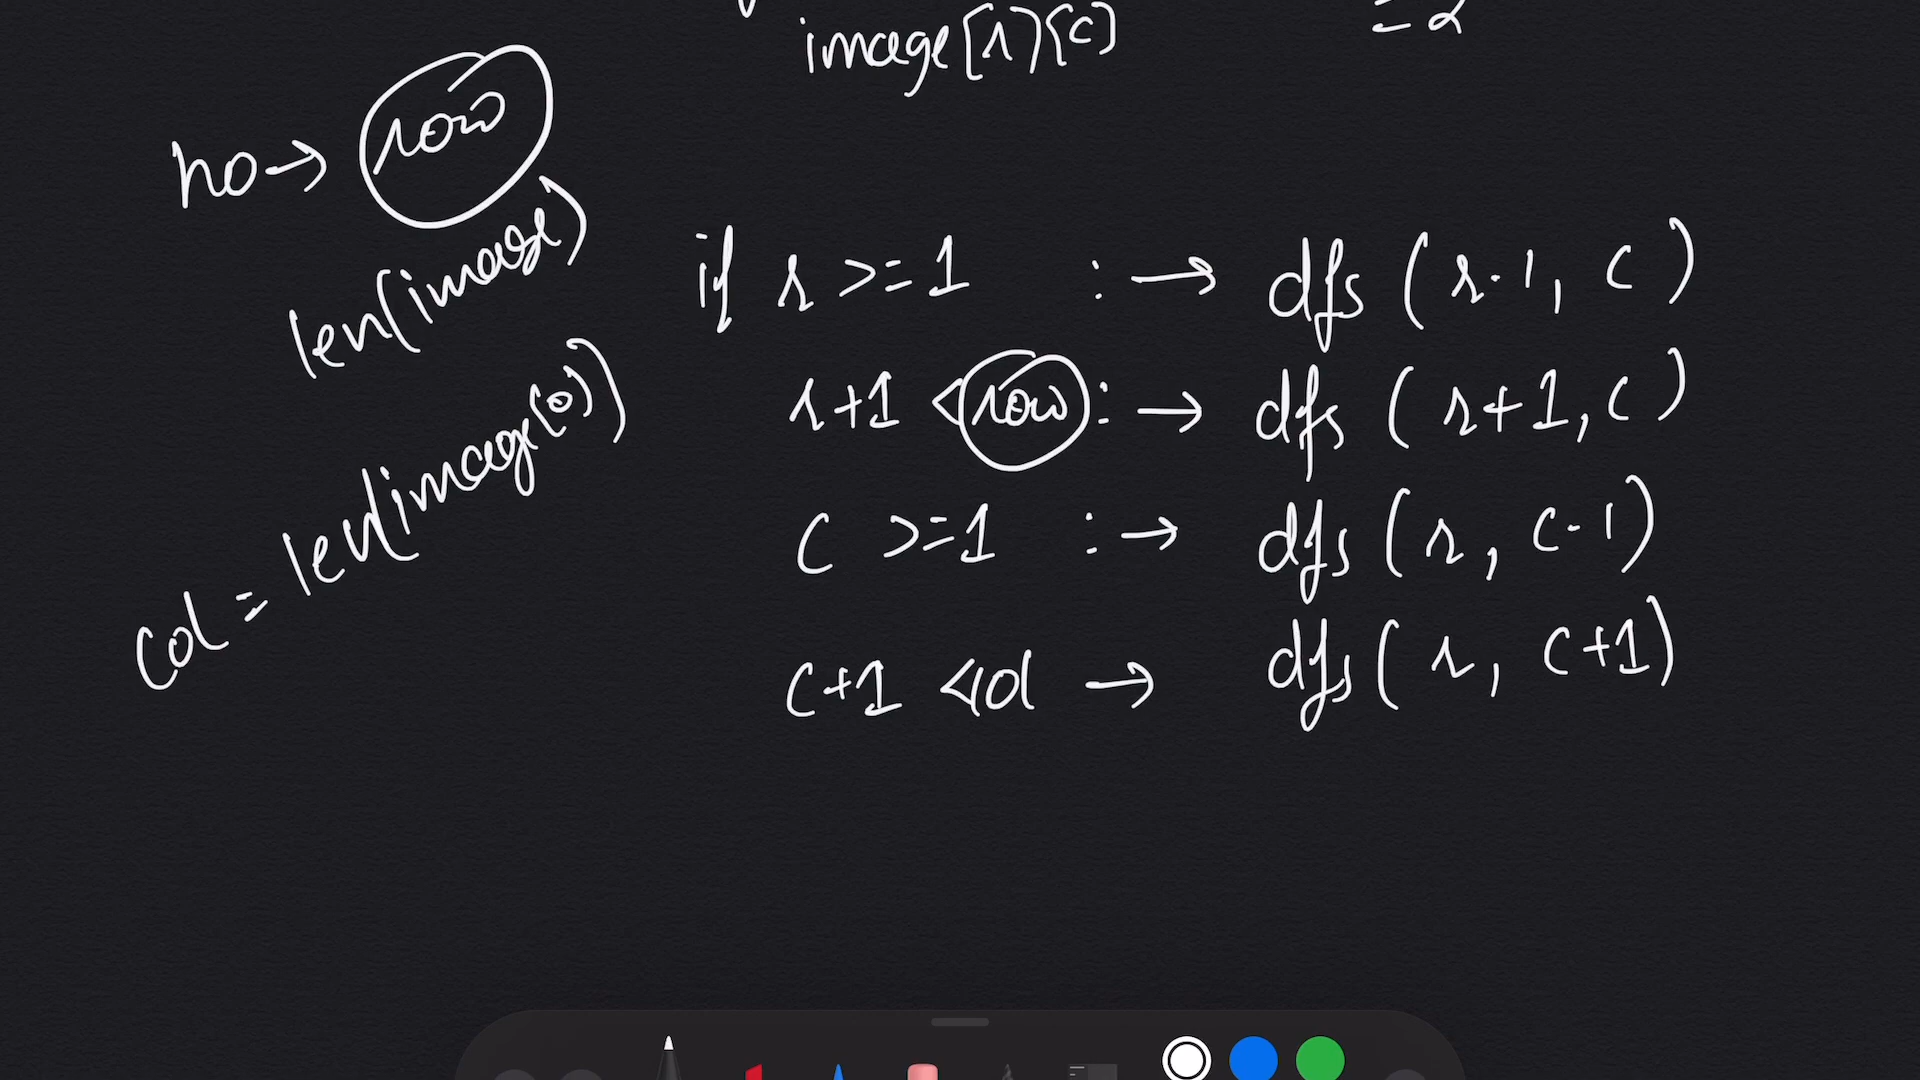 image[r][c]
= 2
no → row
len(image)
col = len(image[0])
if r >= 1 : → dfs ( r-1, c )
r+1 < row : → dfs ( r+1, c )
c >= 1 : → dfs ( r, c-1 )
c+1 < col → dfs ( r, c+1 )